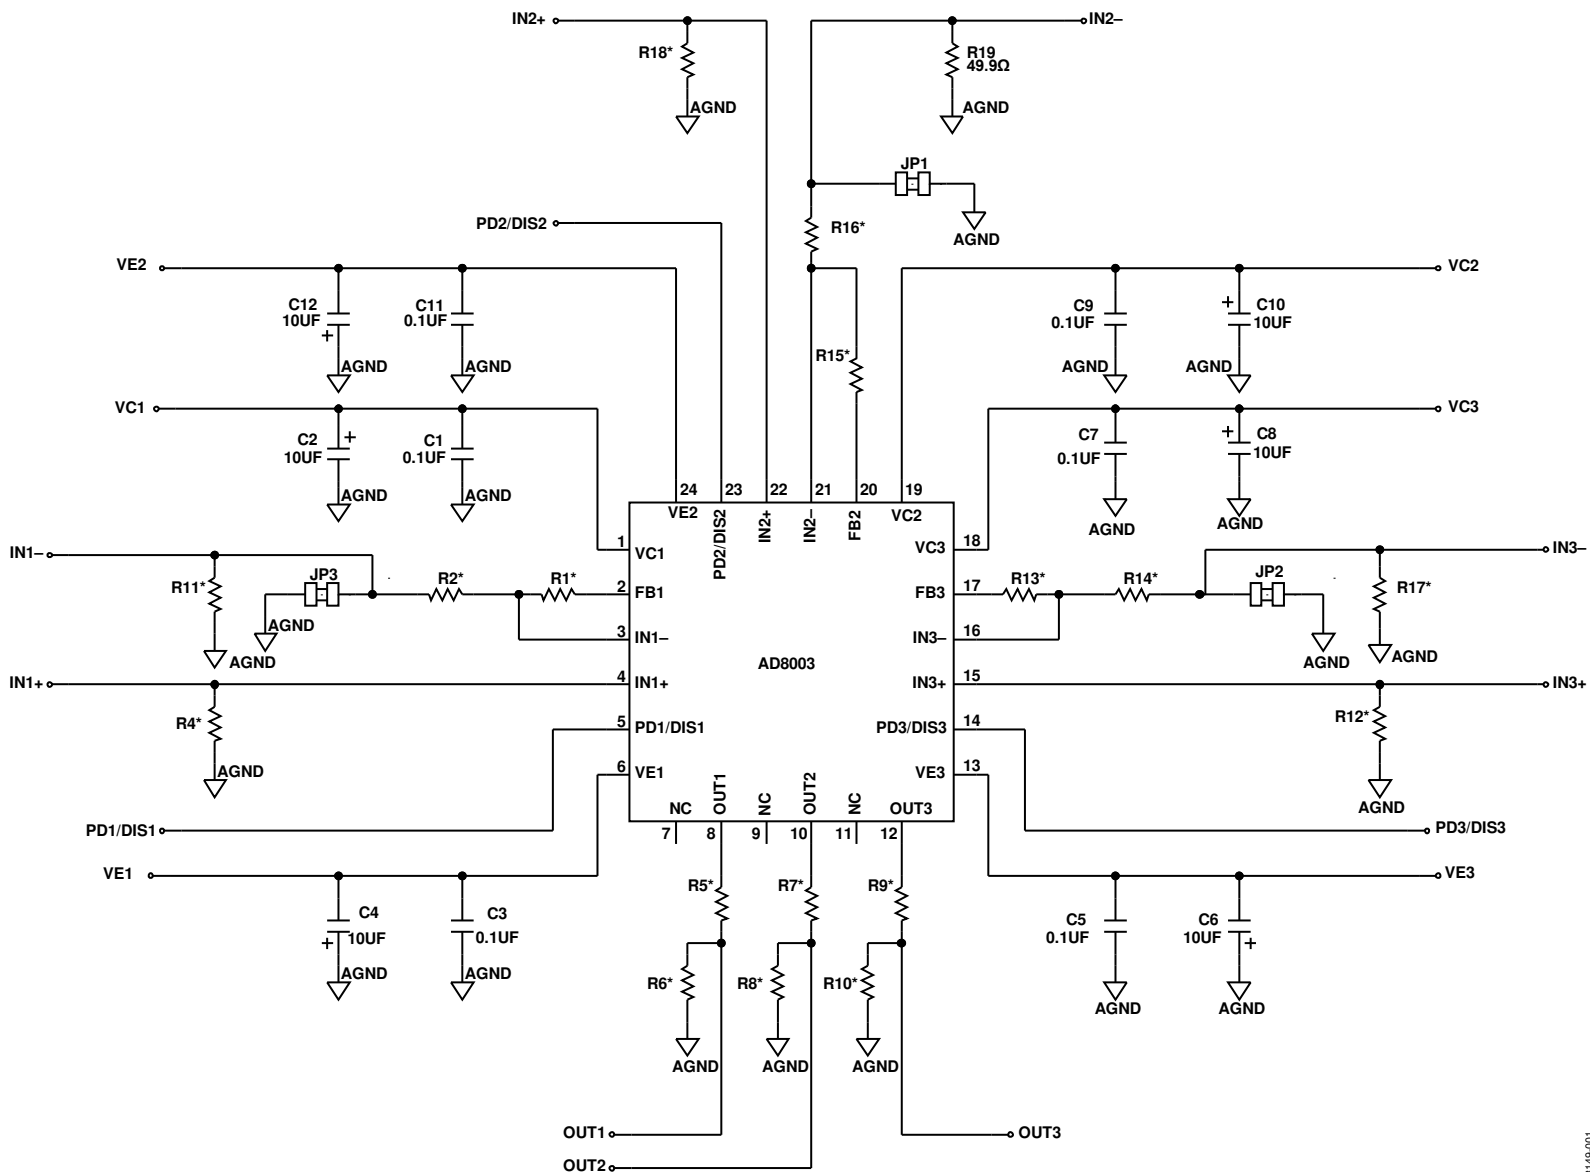 IN2+
IN2–
R18*
R19
49.9Ω
AGND
AGND
JP1
AGND
PD2/DIS2
R16*
VE2
VC2
C12
10UF
+
C11
0.1UF
AGND
AGND
R15*
C9
0.1UF
+
C10
10UF
AGND
AGND
VC1
VC3
C2
10UF
+
C1
0.1UF
AGND
AGND
C7
0.1UF
+
C8
10UF
AGND
AGND
24 23 22 21 20 19
VE2
PD2/DIS2
IN2+
IN2–
FB2
VC2
IN1–
IN3–
1 VC1
VC3 18
R11*
JP3
AGND
AGND
R2*
R1*
2 FB1
FB3 17
R13*
R14*
JP2
R17*
AGND
AGND
3 IN1–
IN3– 16
AD8003
IN1+
4 IN1+
IN3+ 15
IN3+
R4*
AGND
R12*
AGND
5 PD1/DIS1
PD3/DIS3 14
6 VE1
VE3 13
NC
OUT1
NC
OUT2
NC
OUT3
7 8 9 10 11 12
PD1/DIS1
PD3/DIS3
VE1
VE3
C4
10UF
+
C3
0.1UF
AGND
AGND
R5*
R7*
R9*
R6*
R8*
R10*
AGND
AGND
AGND
C5
0.1UF
C6
10UF
+
AGND
AGND
OUT1
OUT3
OUT2